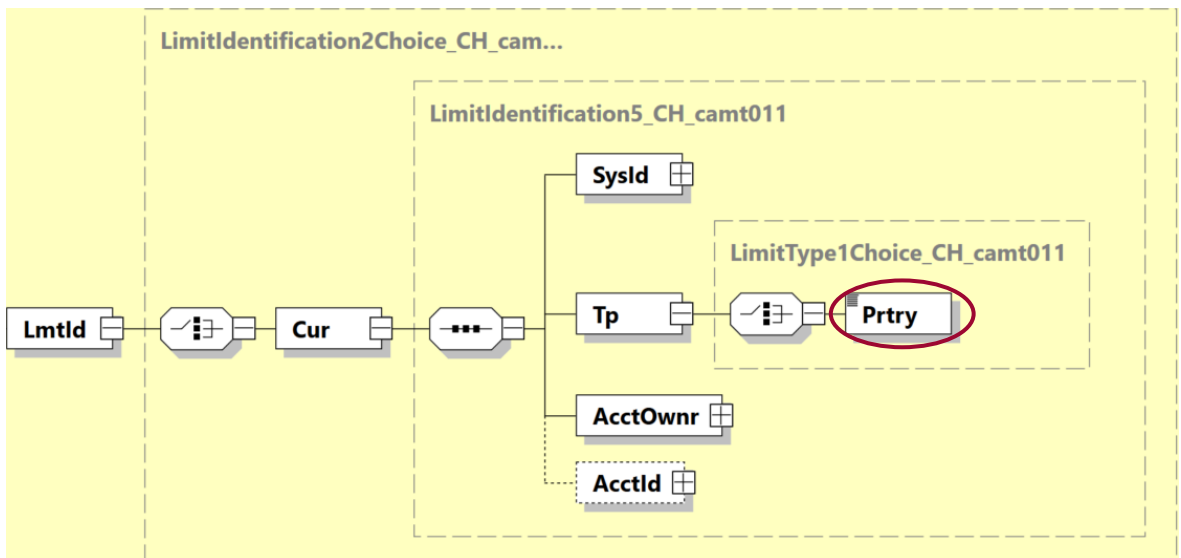 LimitIdentification2Choice_CH_cam...
LimitIdentification5_CH_camt011
SysId
LimitType1Choice_CH_camt011
LmtId
Cur
Tp
Prtry
AcctOwnr
AcctId